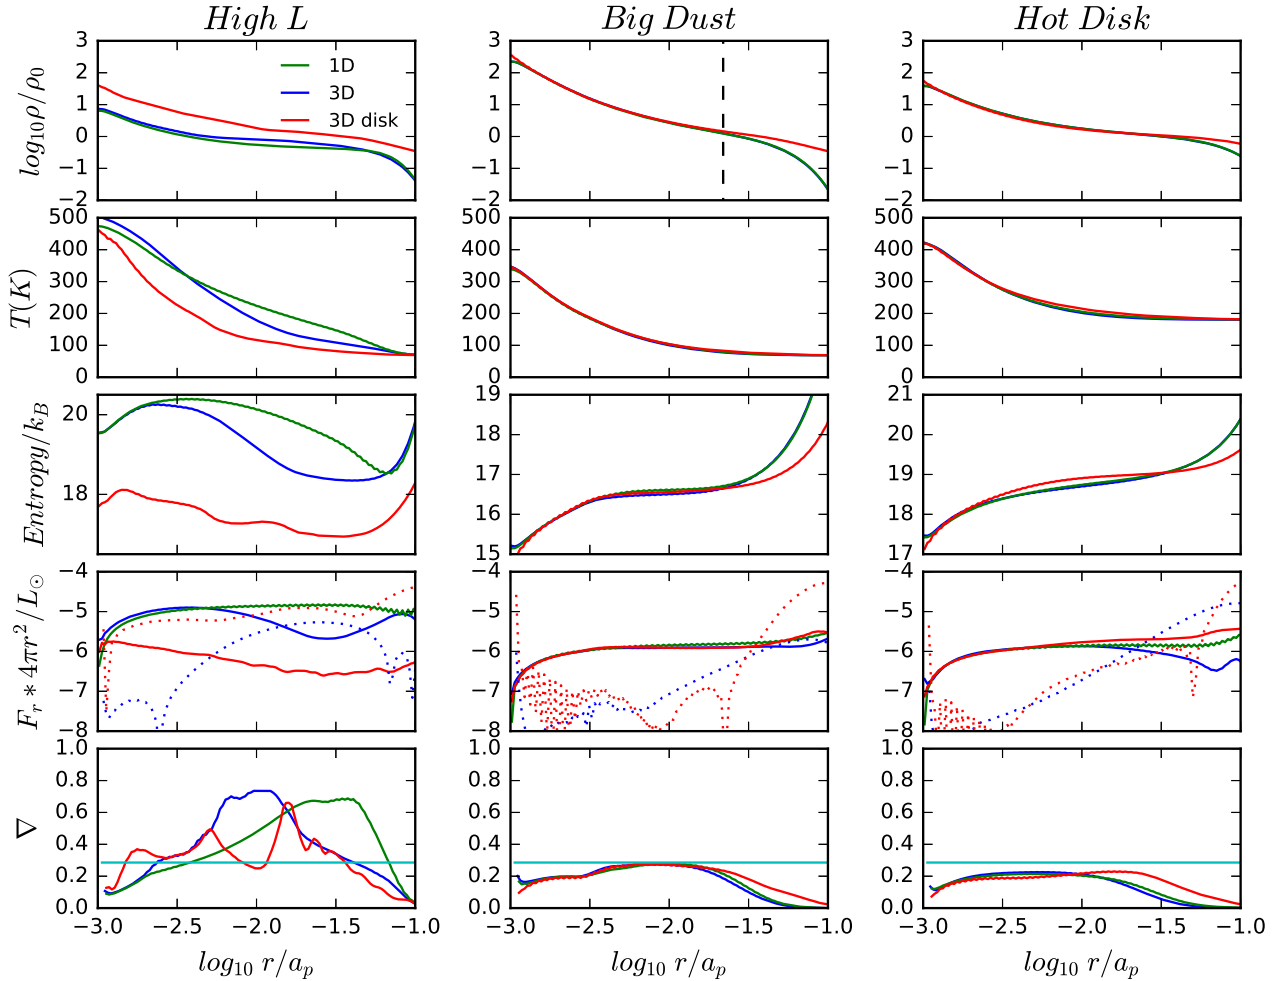 High L Big Dust Hot Disk
log₁₀ρ/ρ₀
3 2 1 0 −1 −2
1D
3D
3D disk
3 2 1 0 −1 −2
3 2 1 0 −1 −2
T(K)
500 400 300 200 100 0
500 400 300 200 100 0
500 400 300 200 100 0
Entropy/k_B
20 18
19 18 17 16 15
21 20 19 18 17
F_r * 4πr²/L_⊙
−4 −5 −6 −7 −8
−4 −5 −6 −7 −8
−4 −5 −6 −7 −8
∇
1.0 0.8 0.6 0.4 0.2 0.0
1.0 0.8 0.6 0.4 0.2 0.0
1.0 0.8 0.6 0.4 0.2 0.0
−3.0 −2.5 −2.0 −1.5 −1.0
−3.0 −2.5 −2.0 −1.5 −1.0
−3.0 −2.5 −2.0 −1.5 −1.0
log₁₀ r/a_p
log₁₀ r/a_p
log₁₀ r/a_p